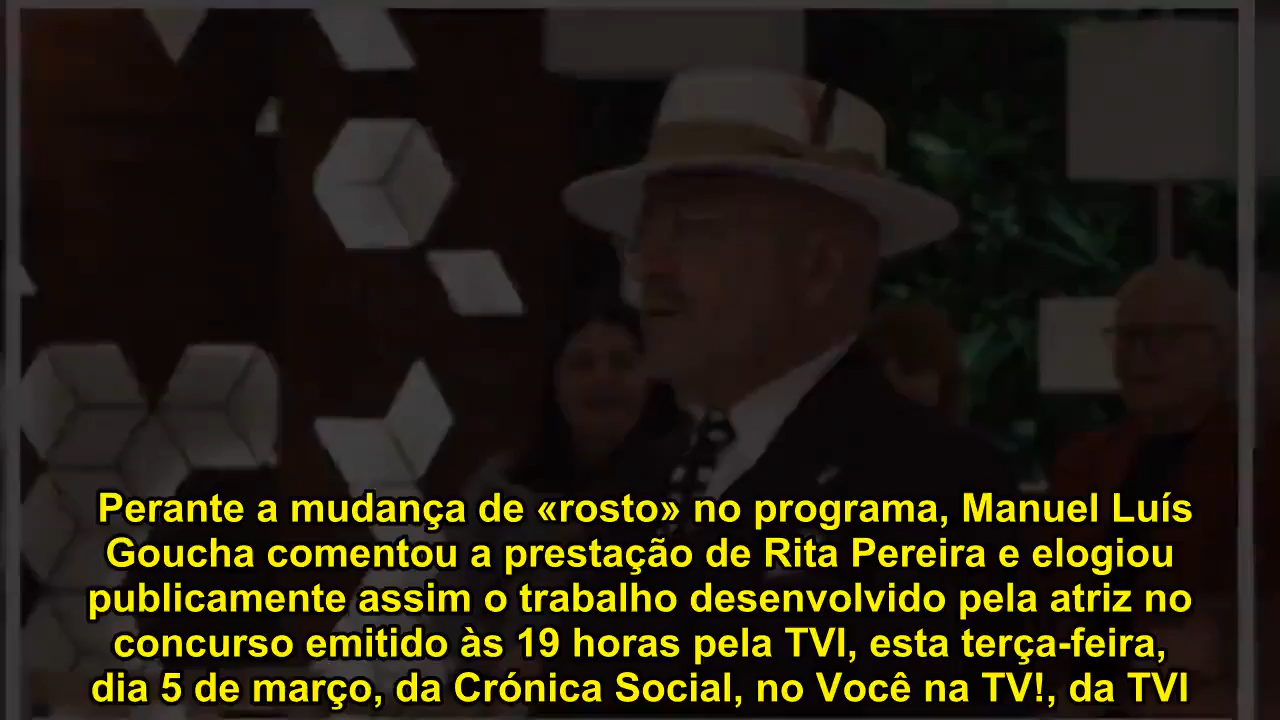 Perante a mudança de «rosto» no programa, Manuel Luís
Goucha comentou a prestação de Rita Pereira e elogiou
publicamente assim o trabalho desenvolvido pela atriz no
concurso emitido às 19 horas pela TVI, esta terça-feira,
dia 5 de março, da Crónica Social, no Você na TV!, da TVI